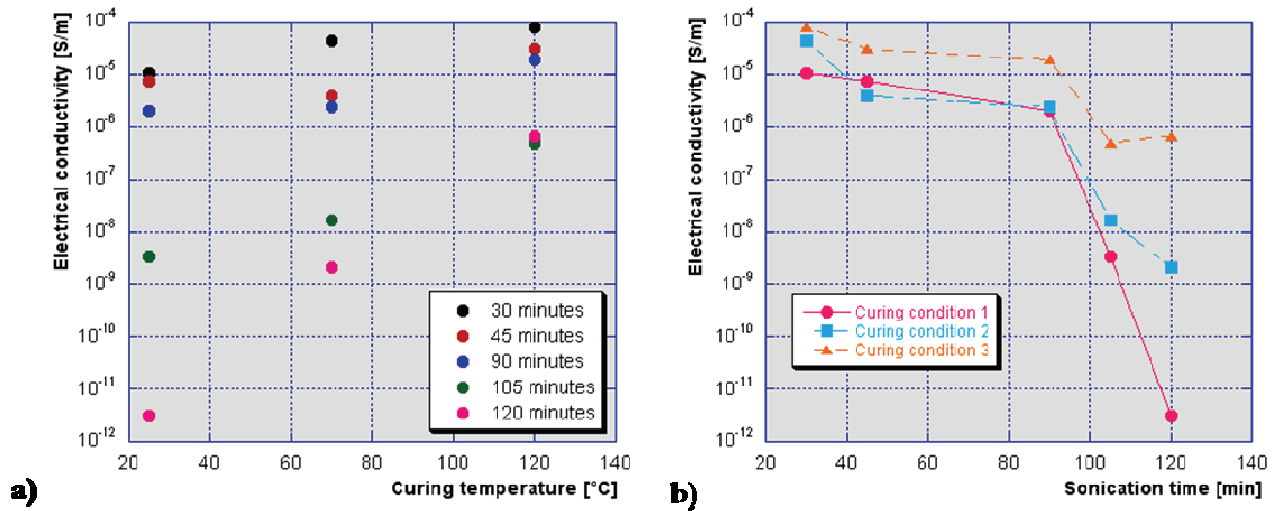 Electrical conductivity [S/m]
10-4
10-5
10-6
10-7
10-8
10-9
10-10
10-11
10-12
20 40 60 80 100 120 140
Curing temperature [°C]
30 minutes
45 minutes
90 minutes
105 minutes
120 minutes
a)
Electrical conductivity [S/m]
10-4
10-5
10-6
10-7
10-8
10-9
10-10
10-11
10-12
20 40 60 80 100 120 140
Sonication time [min]
Curing condition 1
Curing condition 2
Curing condition 3
b)